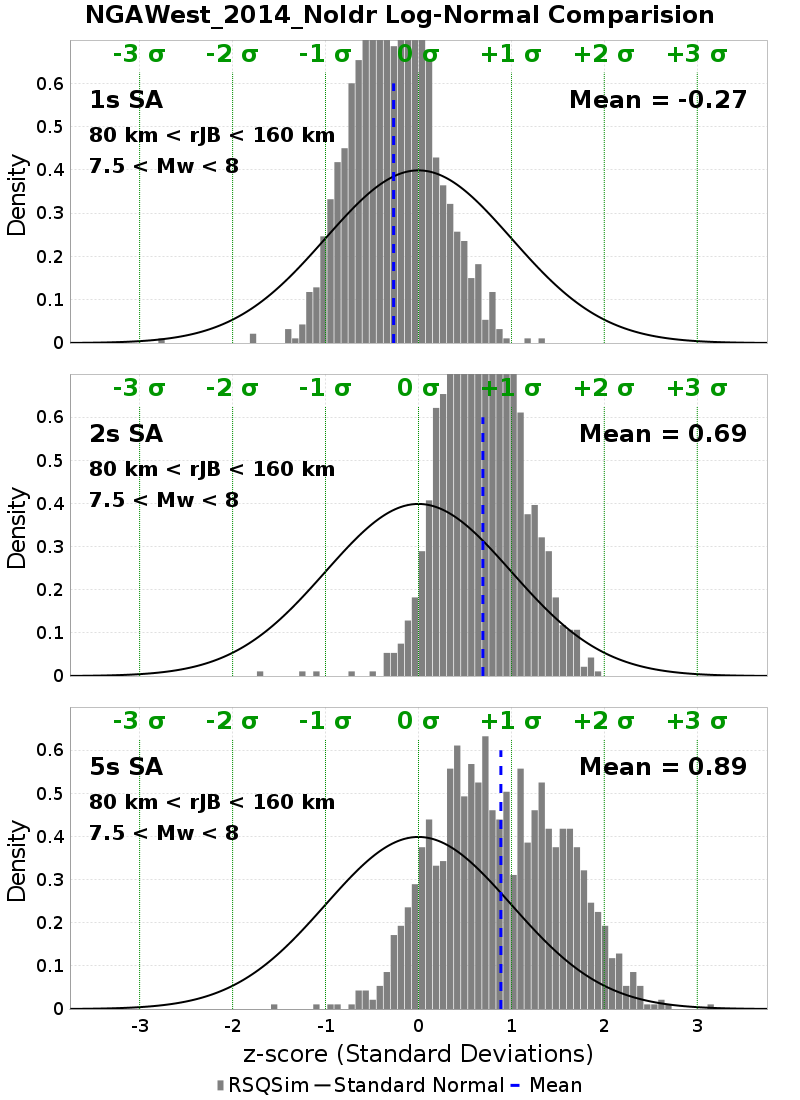 NGAWest_2014_NoIdr Log-Normal Comparision
-3 σ -2 σ -1 σ 0 σ +1 σ +2 σ +3 σ
1s SA Mean = -0.27
80 km < rJB < 160 km
7.5 < Mw < 8
Density
0.6
0.5
0.4
0.3
0.2
0.1
0
-3 σ -2 σ -1 σ 0 σ +1 σ +2 σ +3 σ
2s SA Mean = 0.69
80 km < rJB < 160 km
7.5 < Mw < 8
Density
0.6
0.5
0.4
0.3
0.2
0.1
0
-3 σ -2 σ -1 σ 0 σ +1 σ +2 σ +3 σ
5s SA Mean = 0.89
80 km < rJB < 160 km
7.5 < Mw < 8
Density
0.6
0.5
0.4
0.3
0.2
0.1
0
-3 -2 -1 0 1 2 3
z-score (Standard Deviations)
RSQSim Standard Normal Mean